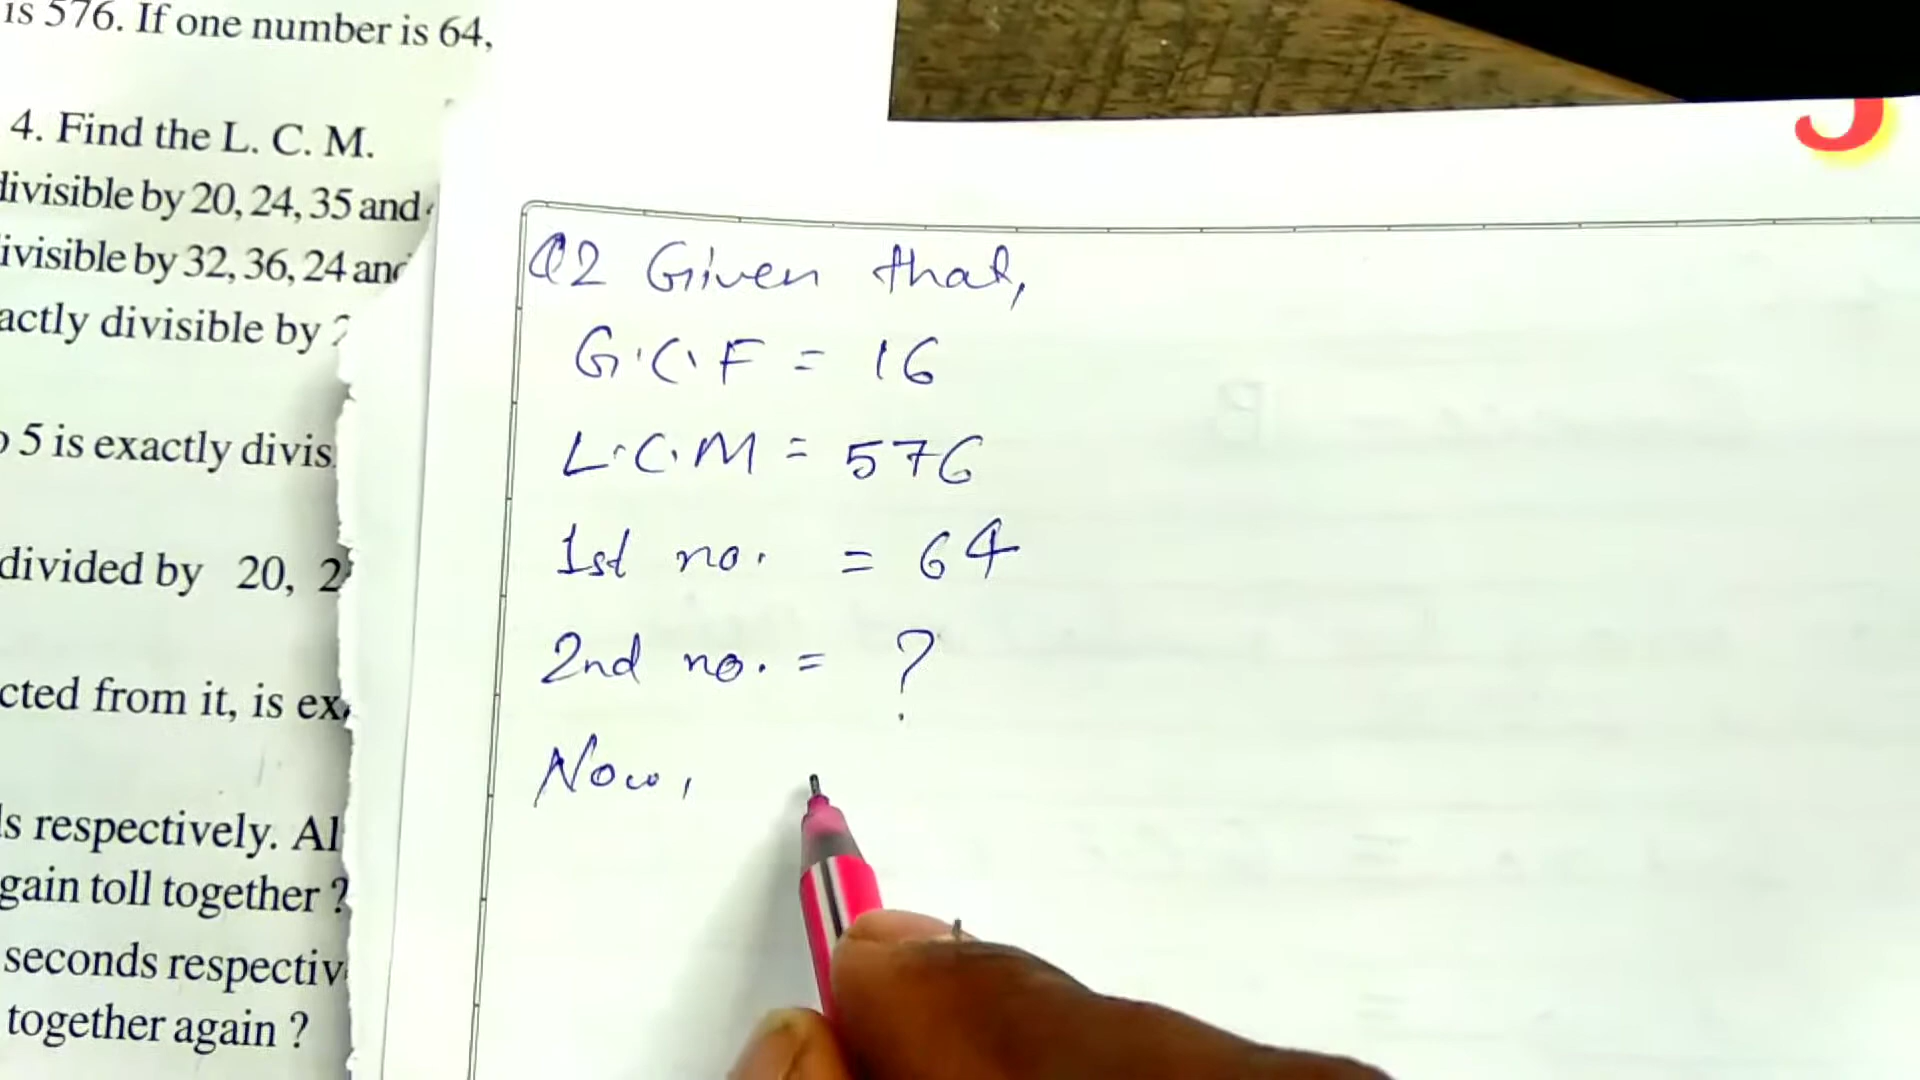 is 576. If one number is 64,
4. Find the L. C. M.
divisible by 20, 24, 35 and
ivisible by 32, 36, 24 and
actly divisible by
5 is exactly divis
divided by 20, 2
cted from it, is ex
ls respectively. Al
gain toll together ?
seconds respectiv
together again ?
Q2 Given that,
G.C.F = 16
L.C.M = 576
1st no. = 64
2nd no. = ?
Now,